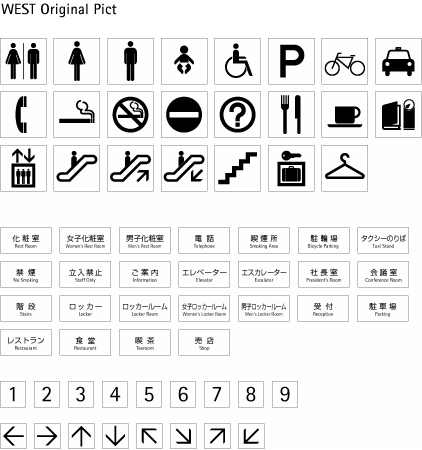 WEST Original Pict
P
?
化粧室
Rest Room
女子化粧室
Women's Rest Room
男子化粧室
Men's Rest Room
電話
Telephone
喫煙所
Smoking Area
駐輪場
Bicycle Parking
タクシーのりば
Taxi Stand
禁煙
No Smoking
立入禁止
Staff Only
ご案内
Information
エレベーター
Elevator
エスカレーター
Escalator
社長室
President's Room
会議室
Conference Room
階段
Stairs
ロッカー
Locker
ロッカールーム
Locker Room
女子ロッカールーム
Women's Locker Room
男子ロッカールーム
Men's Locker Room
受付
Reception
駐車場
Parking
レストラン
Restaurant
食堂
Restaurant
喫茶
Tearoom
売店
Shop
1 2 3 4 5 6 7 8 9